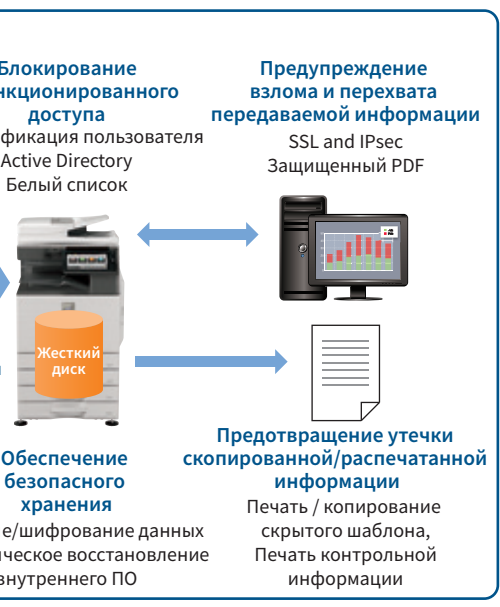 Блокирование
нкционированного
доступа
фикация пользователя
Active Directory
Белый список
Предупреждение
взлома и перехвата
передаваемой информации
SSL and IPsec
Защищенный PDF
Жесткий
диск
Обеспечение
безопасного
хранения
е/шифрование данных
ческое восстановление
внутреннего ПО
Предотвращение утечки
скопированной/распечатанной
информации
Печать / копирование
скрытого шаблона,
Печать контрольной
информации